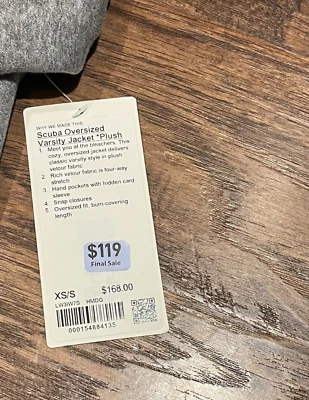 WHY WE MADE THIS
Scuba Oversized
Varsity Jacket *Plush
1. Meet you at the bleachers. This
cozy, oversized jacket delivers
classic varsity style in plush
velour fabric
2. Rich velour fabric is four-way
stretch
3. Hand pockets with hidden card
sleeve
4. Snap closures
5. Oversized fit, bum-covering
length
$119
Final Sale
XS/S $168.00
LW3IW7S HMDG
000154884135